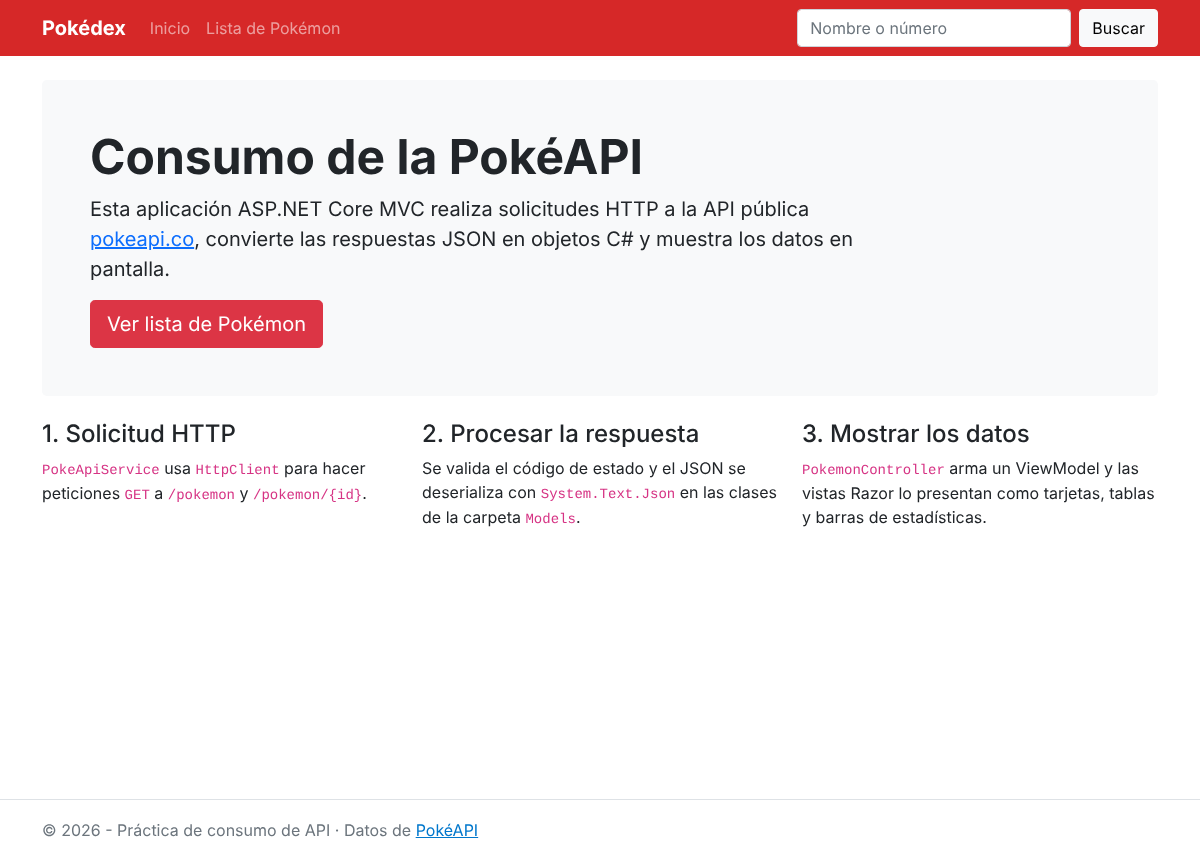 Pokédex Inicio Lista de Pokémon Nombre o número Buscar
Consumo de la PokéAPI
Esta aplicación ASP.NET Core MVC realiza solicitudes HTTP a la API pública
pokeapi.co, convierte las respuestas JSON en objetos C# y muestra los datos en
pantalla.
Ver lista de Pokémon
1. Solicitud HTTP
PokeApiService usa HttpClient para hacer
peticiones GET a /pokemon y /pokemon/{id}.
2. Procesar la respuesta
Se valida el código de estado y el JSON se
deserializa con System.Text.Json en las clases
de la carpeta Models.
3. Mostrar los datos
PokemonController arma un ViewModel y las
vistas Razor lo presentan como tarjetas, tablas
y barras de estadísticas.
© 2026 - Práctica de consumo de API · Datos de PokéAPI